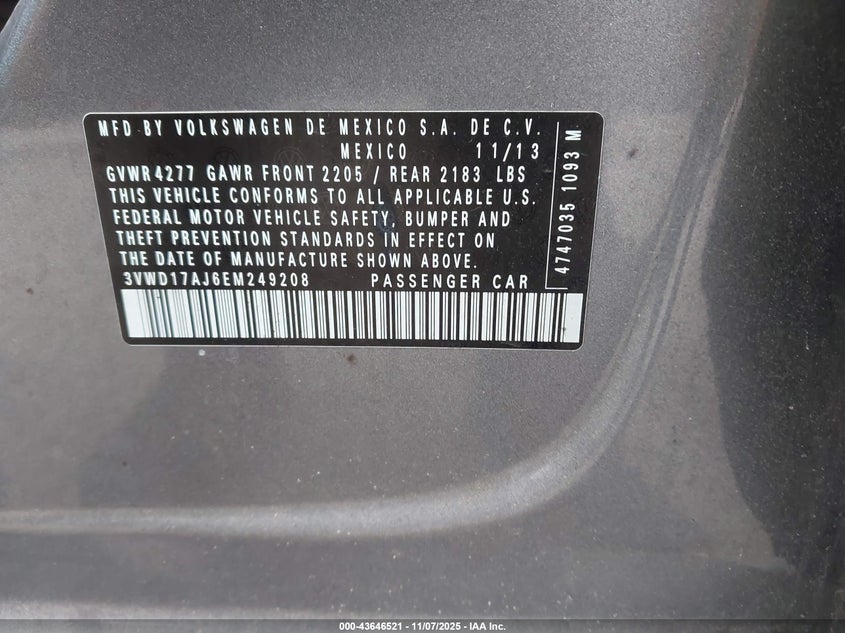 MFD BY VOLKSWAGEN DE MEXICO S.A. DE C.V.
MEXICO 11/13
GVWR 4277 GAWR FRONT 2205 / REAR 2183 LBS
THIS VEHICLE CONFORMS TO ALL APPLICABLE U.S.
FEDERAL MOTOR VEHICLE SAFETY, BUMPER AND
THEFT PREVENTION STANDARDS IN EFFECT ON
THE DATE OF MANUFACTURE SHOWN ABOVE.
3VWD17AJ6EM249208 PASSENGER CAR
4747035 1093 M
000-43646521 - 11/07/2025 - IAA Inc.